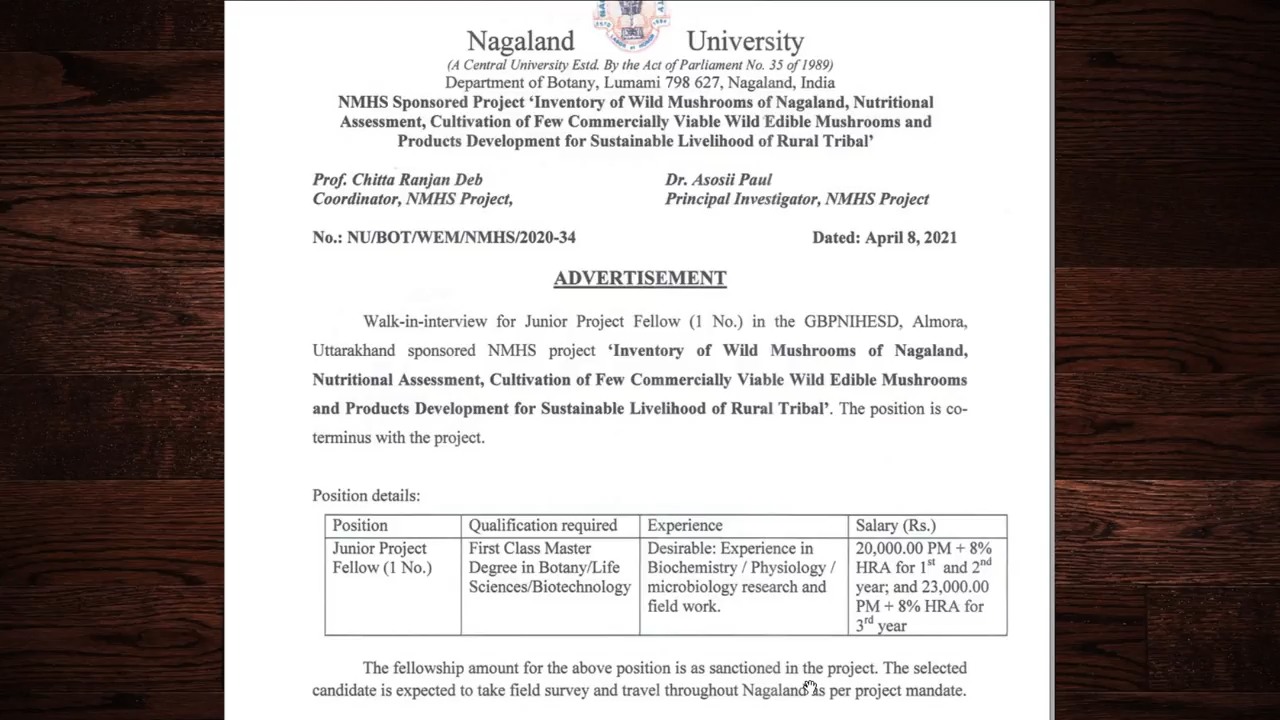 Nagaland University
(A Central University Estd. By the Act of Parliament No. 35 of 1989)
Department of Botany, Lumami 798 627, Nagaland, India
NMHS Sponsored Project ‘Inventory of Wild Mushrooms of Nagaland, Nutritional
Assessment, Cultivation of Few Commercially Viable Wild Edible Mushrooms and
Products Development for Sustainable Livelihood of Rural Tribal’
Prof. Chitta Ranjan Deb
Coordinator, NMHS Project,
Dr. Asosii Paul
Principal Investigator, NMHS Project
No.: NU/BOT/WEM/NMHS/2020-34
Dated: April 8, 2021
ADVERTISEMENT
Walk-in-interview for Junior Project Fellow (1 No.) in the GBPNIHESD, Almora,
Uttarakhand sponsored NMHS project ‘Inventory of Wild Mushrooms of Nagaland,
Nutritional Assessment, Cultivation of Few Commercially Viable Wild Edible Mushrooms
and Products Development for Sustainable Livelihood of Rural Tribal’. The position is co-
terminus with the project.
Position details:
Position
Qualification required
Experience
Salary (Rs.)
Junior Project
Fellow (1 No.)
First Class Master
Degree in Botany/Life
Sciences/Biotechnology
Desirable: Experience in
Biochemistry / Physiology /
microbiology research and
field work.
20,000.00 PM + 8%
HRA for 1st and 2nd
year; and 23,000.00
PM + 8% HRA for
3rd year
The fellowship amount for the above position is as sanctioned in the project. The selected
candidate is expected to take field survey and travel throughout Nagaland as per project mandate.